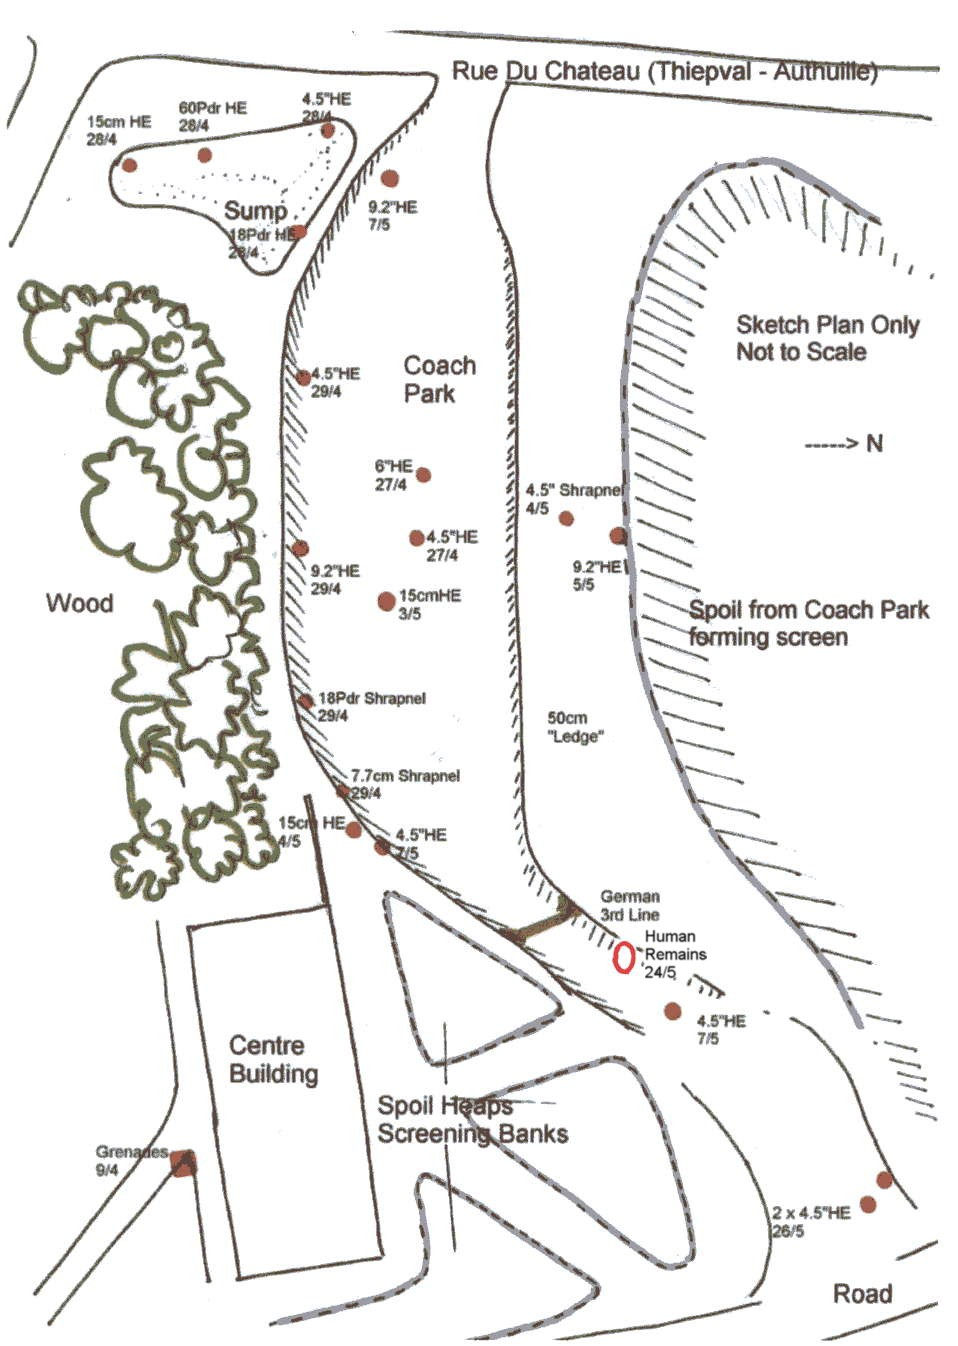 Rue Du Chateau (Thiepval - Authuille)
15cm HE
28/4
60Pdr HE
28/4
4.5"HE
28/4
Sump
18Pdr HE
28/4
9.2"HE
7/5
Sketch Plan Only
Not to Scale
-----> N
Coach
Park
4.5"HE
29/4
6"HE
27/4
4.5"HE
27/4
4.5" Shrapnel
4/5
9.2"HE
5/5
9.2"HE
29/4
15cmHE
3/5
Wood
Spoil from Coach Park
forming screen
18Pdr Shrapnel
29/4
50cm
"Ledge"
7.7cm Shrapnel
29/4
15cm HE
4/5
4.5"HE
7/5
German
3rd Line
Human
Remains
24/5
4.5"HE
7/5
Centre
Building
Spoil Heaps
Screening Banks
Grenades
9/4
2 x 4.5"HE
26/5
Road